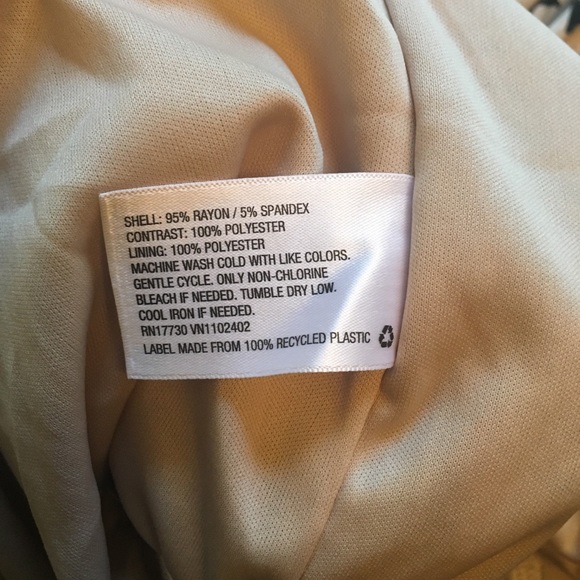 SHELL: 95% RAYON / 5% SPANDEX
CONTRAST: 100% POLYESTER
LINING: 100% POLYESTER
MACHINE WASH COLD WITH LIKE COLORS.
GENTLE CYCLE. ONLY NON-CHLORINE
BLEACH IF NEEDED. TUMBLE DRY LOW.
COOL IRON IF NEEDED.
RN17730 VN1102402
LABEL MADE FROM 100% RECYCLED PLASTIC